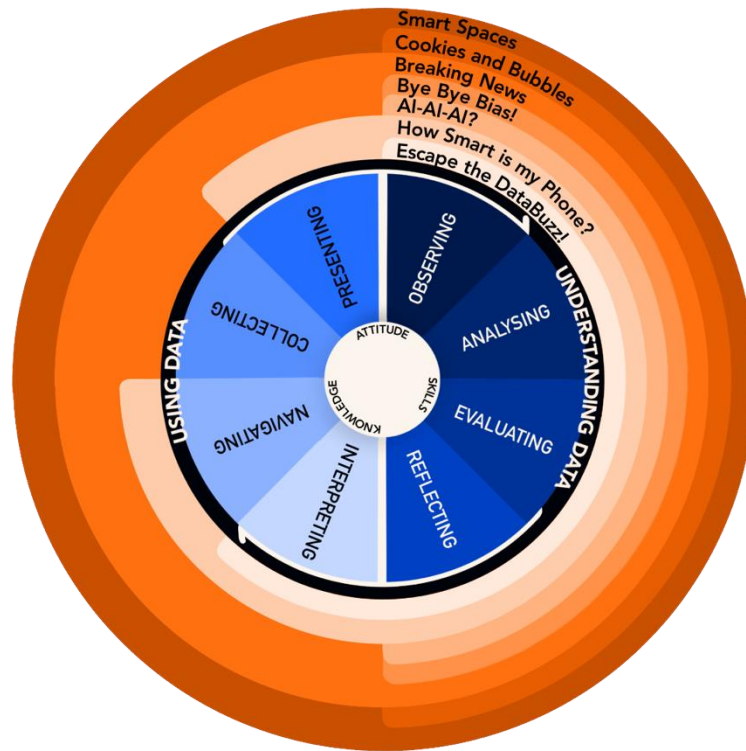 Smart Spaces
Cookies and Bubbles
Breaking News
Bye Bye Bias!
AI-AI-AI?
How Smart is my Phone?
Escape the DataBuzz!
UNDERSTANDING DATA
USING DATA
OBSERVING
ANALYSING
EVALUATING
REFLECTING
INTERPRETING
NAVIGATING
COLLECTING
PRESENTING
ATTITUDE
SKILLS
KNOWLEDGE